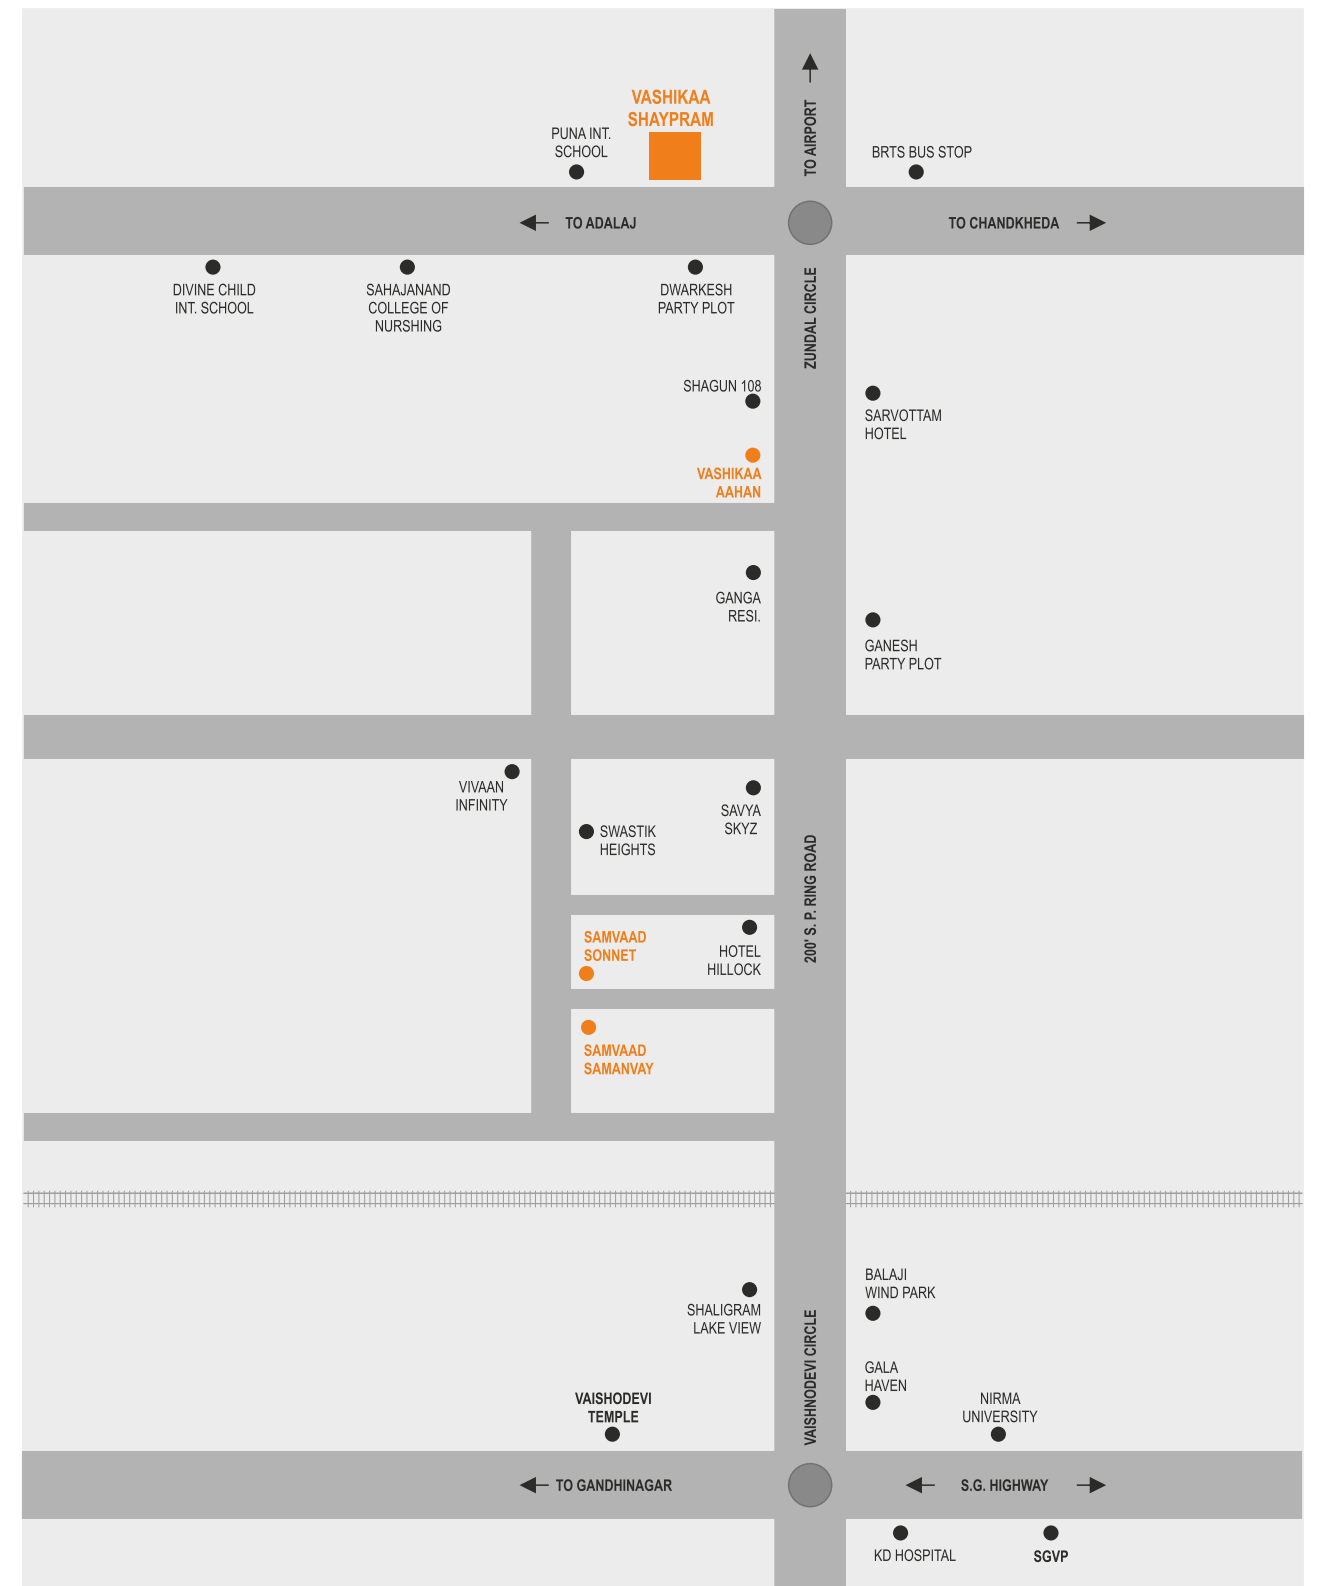 VASHIKAA
SHAYPRAM
PUNA INT.
SCHOOL
TO AIRPORT
BRTS BUS STOP
TO ADALAJ
TO CHANDKHEDA
DIVINE CHILD
INT. SCHOOL
SAHAJANAND
COLLEGE OF
NURSHING
DWARKESH
PARTY PLOT
ZUNDAL CIRCLE
SHAGUN 108
SARVOTTAM
HOTEL
VASHIKAA
AAHAN
GANGA
RESI.
GANESH
PARTY PLOT
VIVAAN
INFINITY
SWASTIK
HEIGHTS
SAVYA
SKYZ
200' S. P. RING ROAD
SAMVAAD
SONNET
HOTEL
HILLOCK
SAMVAAD
SAMANVAY
BALAJI
WIND PARK
SHALIGRAM
LAKE VIEW
VAISHNODEVI CIRCLE
GALA
HAVEN
VAISHODEVI
TEMPLE
NIRMA
UNIVERSITY
TO GANDHINAGAR
S.G. HIGHWAY
KD HOSPITAL
SGVP